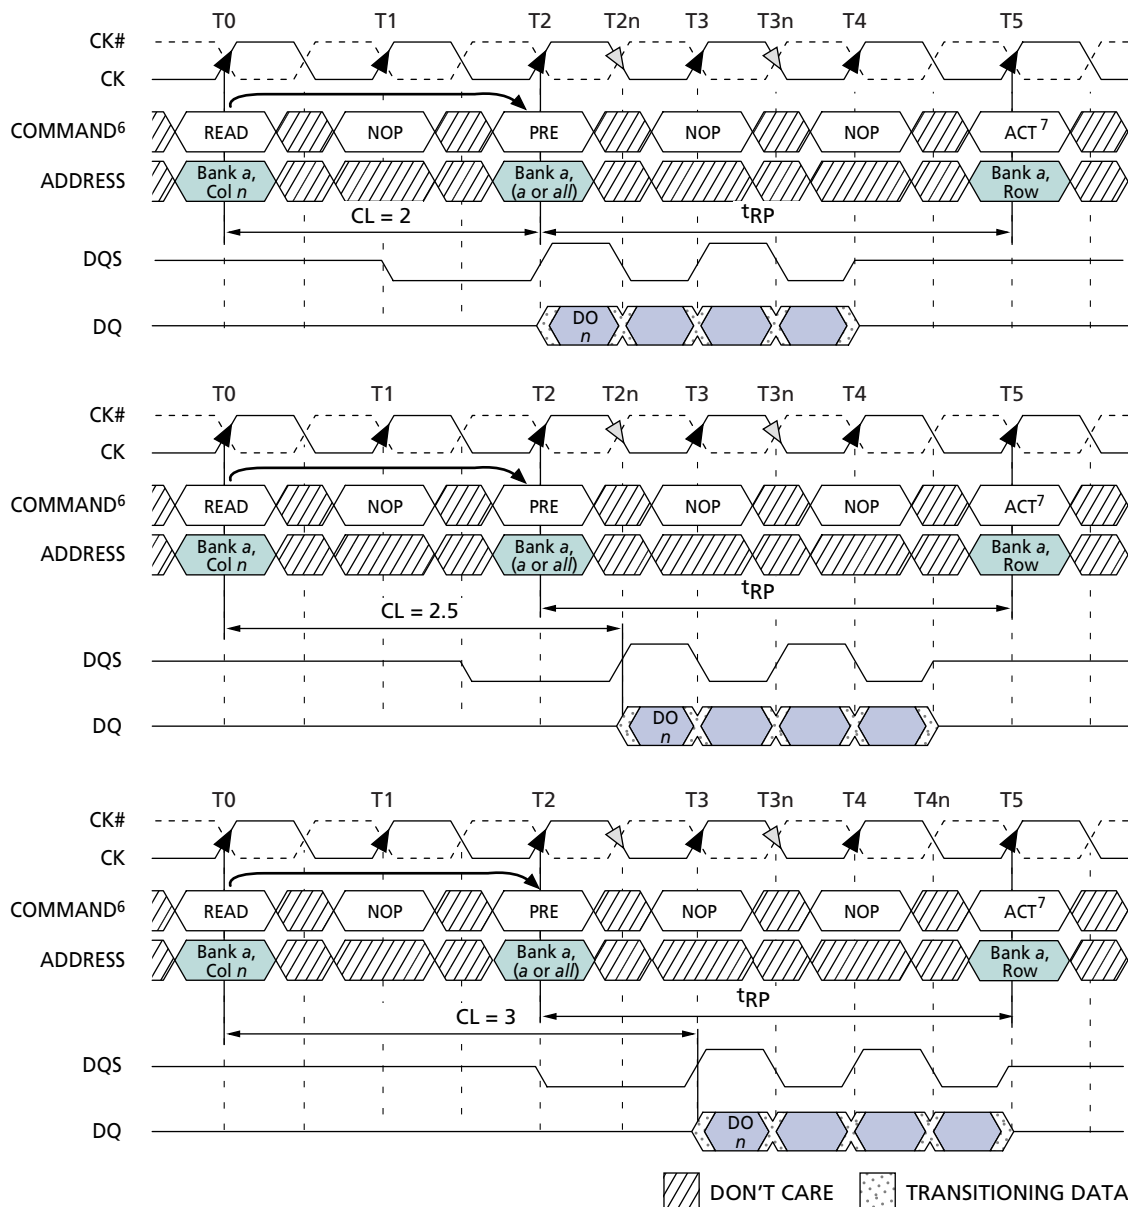 T0 T1 T2 T2n T3 T3n T4 T5
CK#
CK
COMMAND6 READ NOP PRE NOP NOP ACT7
ADDRESS Bank a, Col n Bank a, (a or all) Bank a, Row
CL = 2 tRP
DQS
DQ DO n
T0 T1 T2 T2n T3 T3n T4 T5
CK#
CK
COMMAND6 READ NOP PRE NOP NOP ACT7
ADDRESS Bank a, Col n Bank a, (a or all) Bank a, Row
tRP
CL = 2.5
DQS
DQ DO n
T0 T1 T2 T3 T3n T4 T4n T5
CK#
CK
COMMAND6 READ NOP PRE NOP NOP ACT7
ADDRESS Bank a, Col n Bank a, (a or all) Bank a, Row
tRP
CL = 3
DQS
DQ DO n
DON'T CARE TRANSITIONING DATA